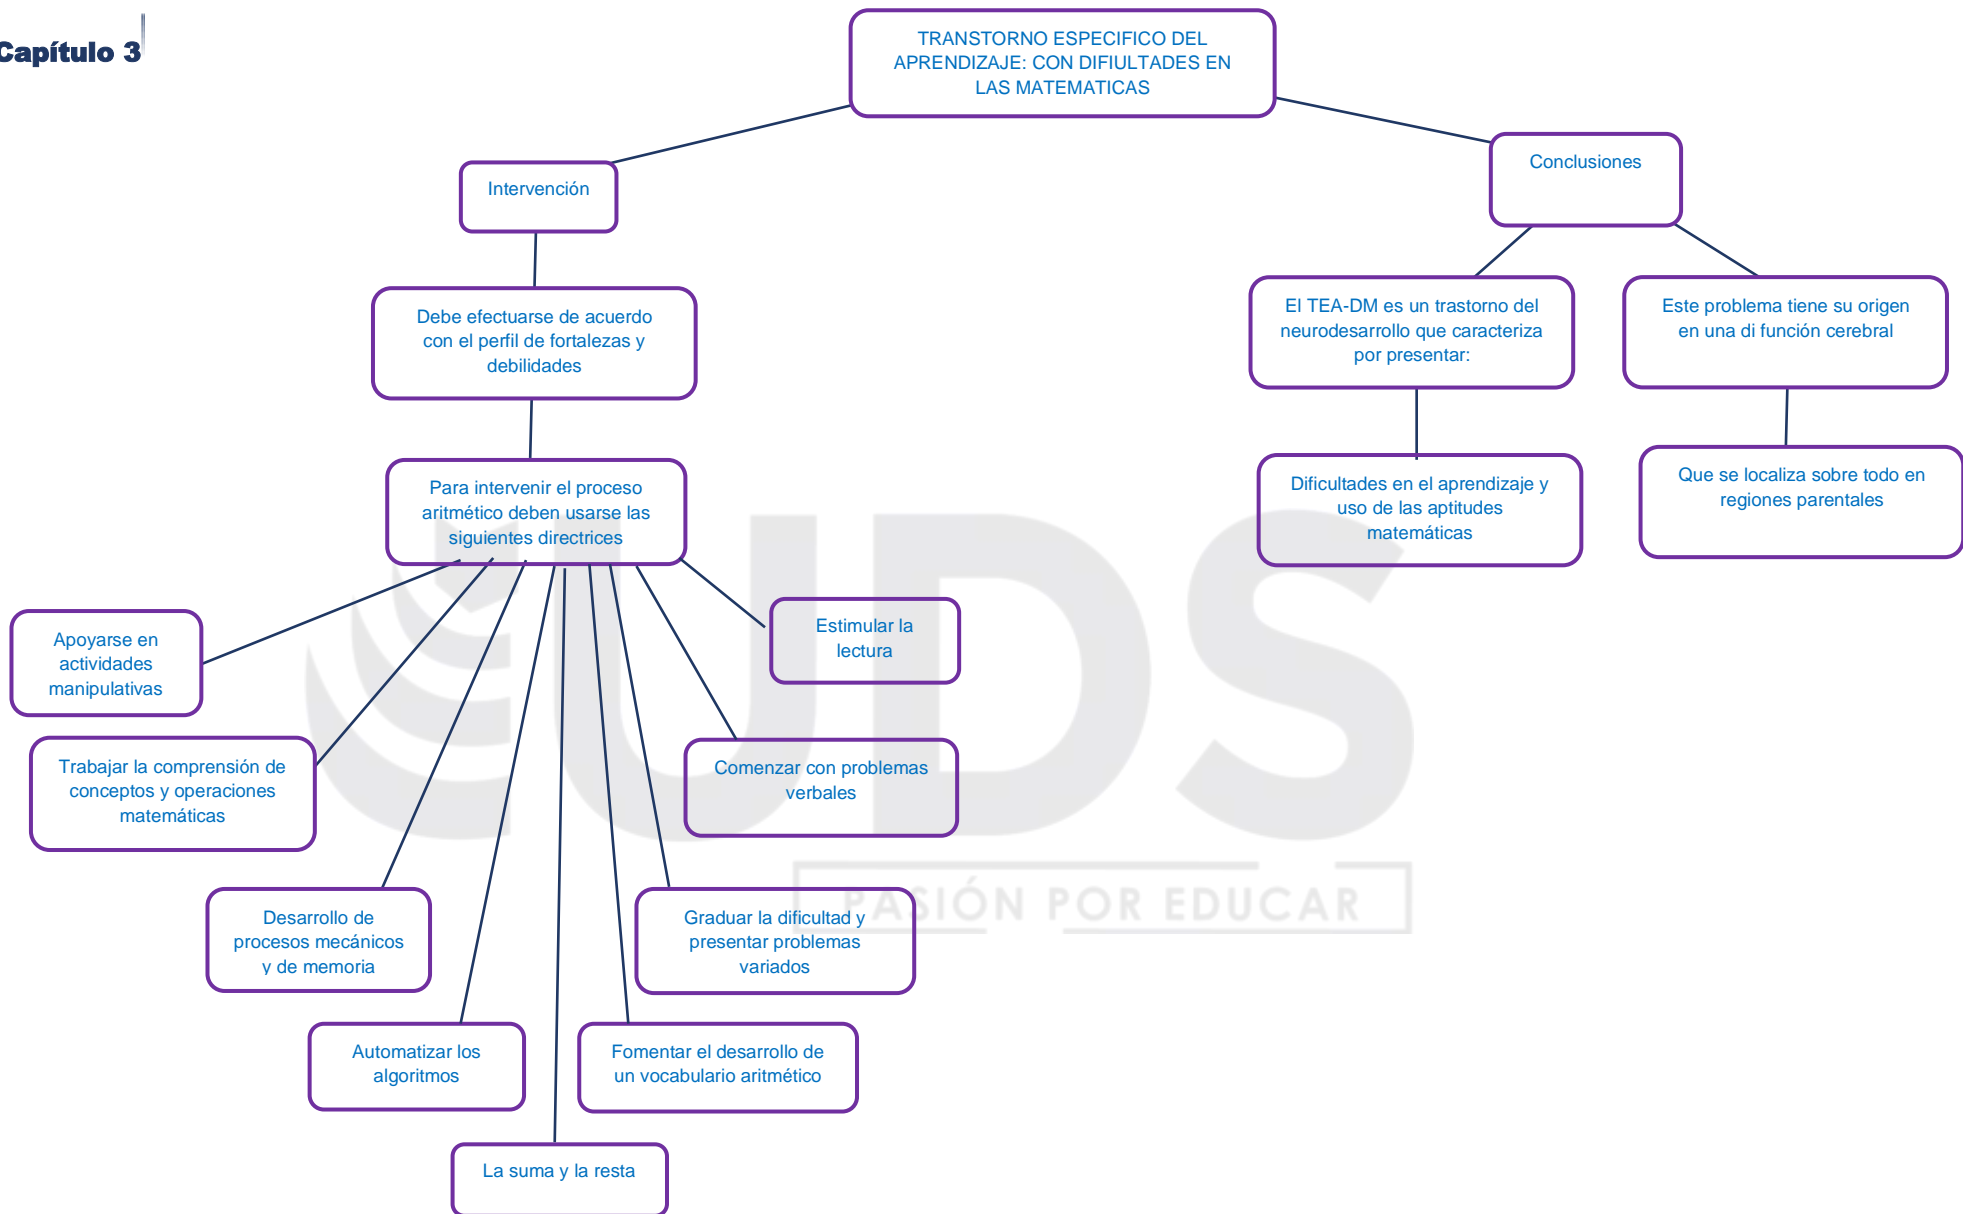 Capítulo 3
TRANSTORNO ESPECIFICO DEL
APRENDIZAJE: CON DIFIULTADES EN
LAS MATEMATICAS
Intervención
Conclusiones
Debe efectuarse de acuerdo
con el perfil de fortalezas y
debilidades
El TEA-DM es un trastorno del
neurodesarrollo que caracteriza
por presentar:
Este problema tiene su origen
en una di función cerebral
Para intervenir el proceso
aritmético deben usarse las
siguientes directrices
Dificultades en el aprendizaje y
uso de las aptitudes
matemáticas
Que se localiza sobre todo en
regiones parentales
Apoyarse en
actividades
manipulativas
Estimular la
lectura
Trabajar la comprensión de
conceptos y operaciones
matemáticas
Comenzar con problemas
verbales
Desarrollo de
procesos mecánicos
y de memoria
Graduar la dificultad y
presentar problemas
variados
Automatizar los
algoritmos
Fomentar el desarrollo de
un vocabulario aritmético
La suma y la resta
UDS
PASIÓN POR EDUCAR